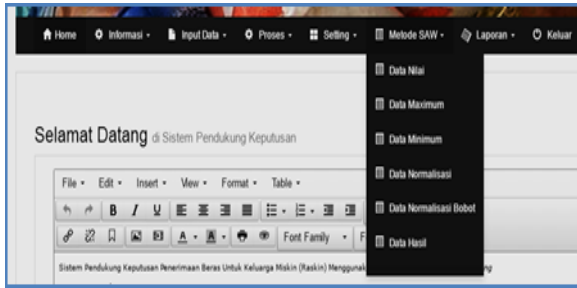 Home Informasi Input Data Proses Setting Metode SAW Laporan Keluar
Data Nilai
Data Maximum
Data Minimum
Data Normalisasi
Data Normalisasi Bobot
Data Hasil
Selamat Datang di Sistem Pendukung Keputusan
File Edit Insert View Format Table
B I U
A A Font Family F
Sistem Pendukung Keputusan Penerimaan Beras Untuk Keluarga Miskin (Raskin)